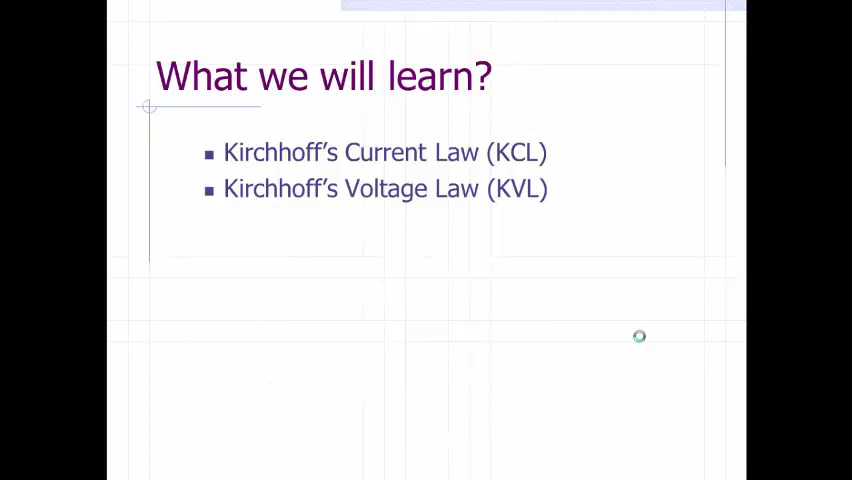 What we will learn?
Kirchhoff's Current Law (KCL)
Kirchhoff's Voltage Law (KVL)